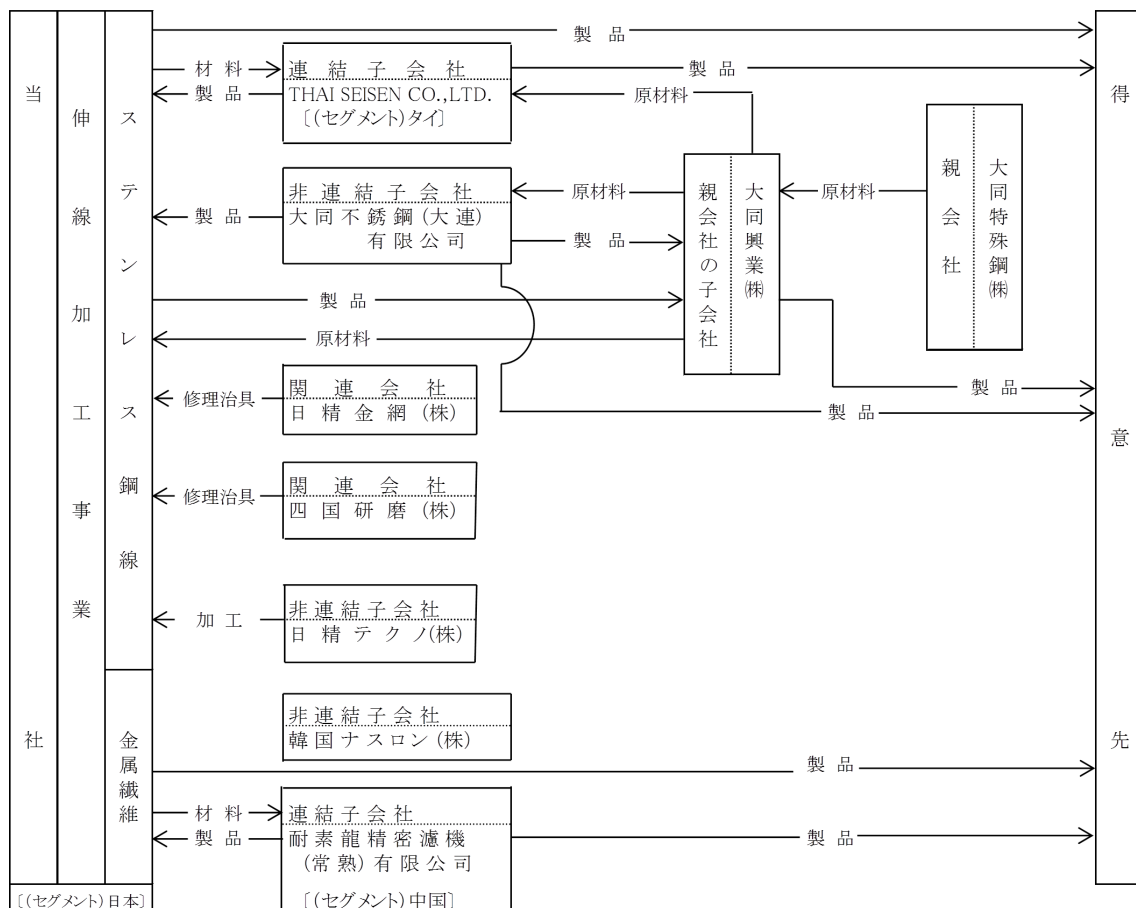 当社
伸線加工事業
ステンレス鋼線
金属繊維
[(セグメント)日本]
製品
材料
製品
連結子会社
THAI SEISEN CO.,LTD.
[(セグメント)タイ]
製品
原材料
製品
非連結子会社
大同不銹鋼(大連)
有限公司
原材料
製品
親会社の子会社
大同興業㈱
原材料
親会社
大同特殊鋼㈱
製品
原材料
製品
製品
修理治具
関連会社
日精金網(株)
修理治具
関連会社
四国研磨(株)
加工
非連結子会社
日精テクノ(株)
非連結子会社
韓国ナスロン(株)
製品
材料
製品
連結子会社
耐素龍精密濾機
(常熟)有限公司
[(セグメント)中国]
製品
得意先